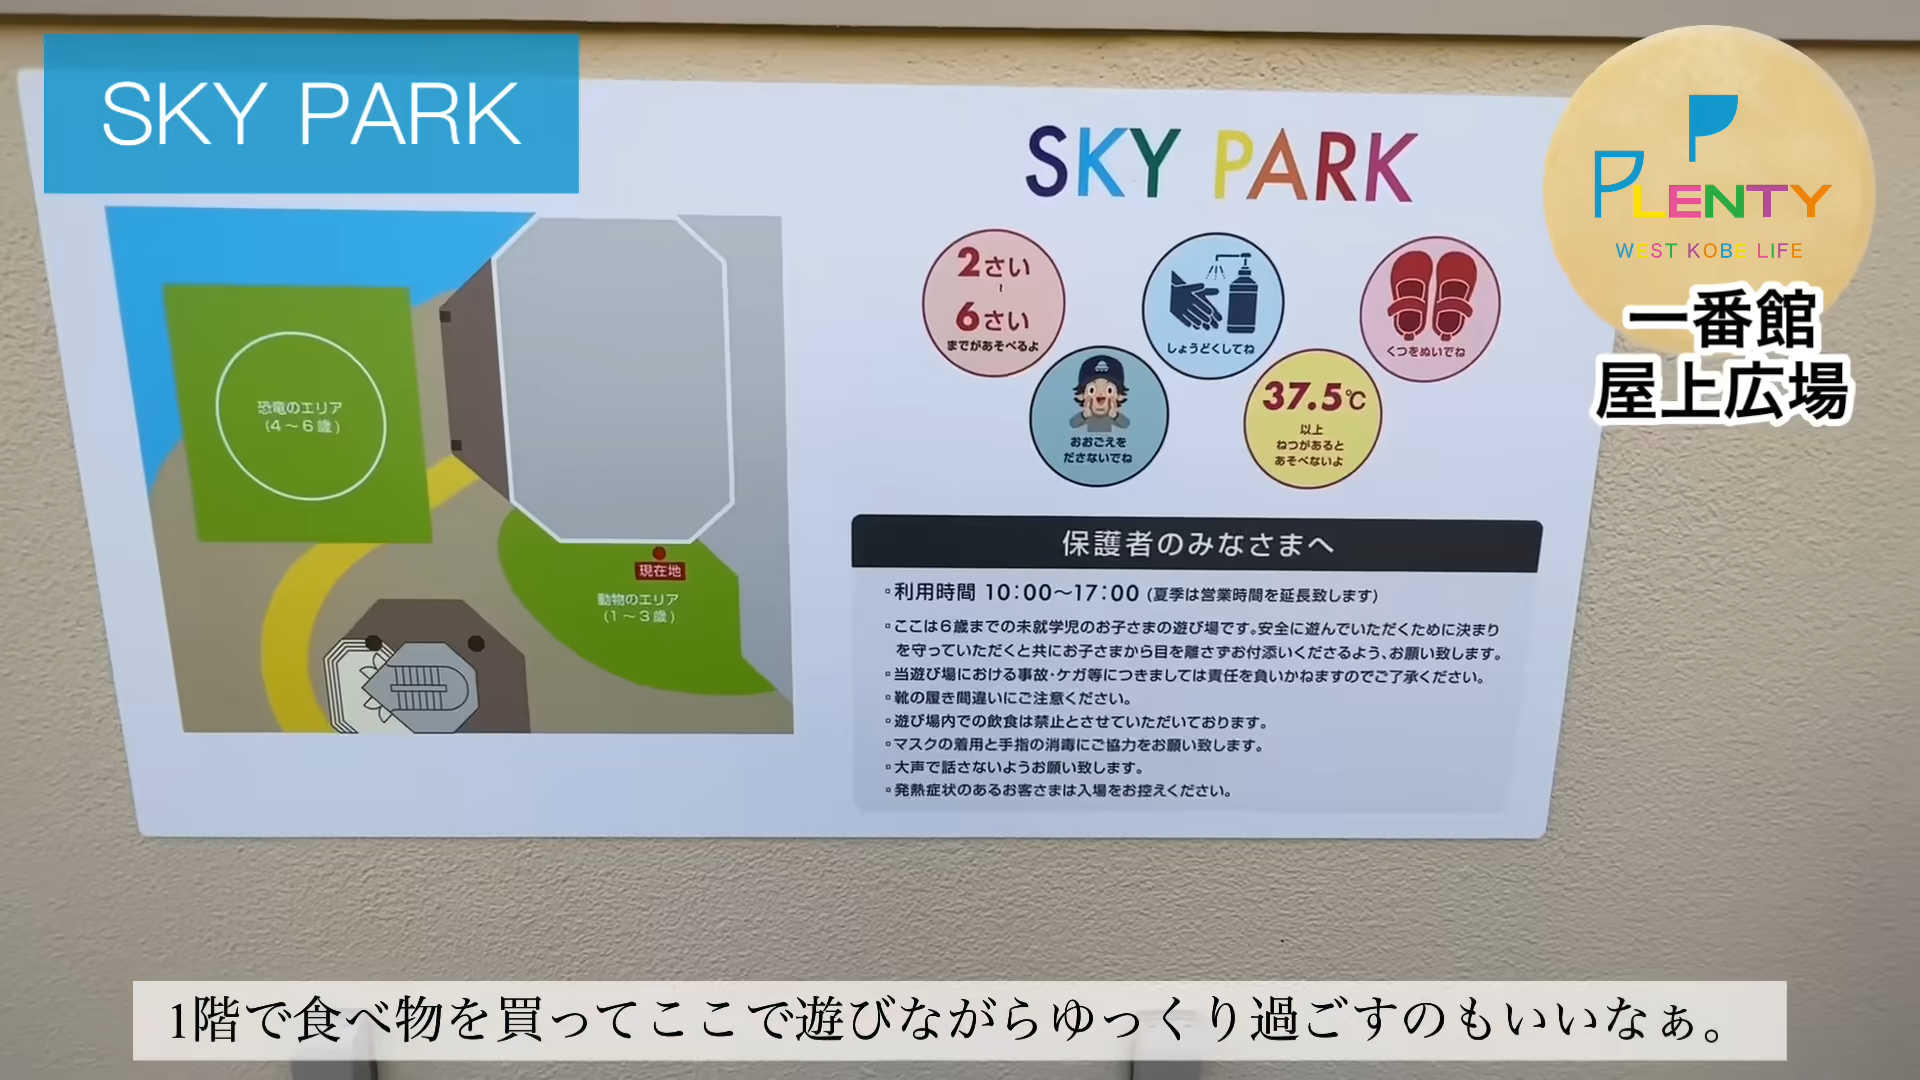 SKY PARK
SKY PARK
PLENTY
WEST KOBE LIFE
一番館
屋上広場
2さい
〜
6さい
までがあそべるよ
しょうどくしてね
くつをぬいでね
おおごえを
ださないでね
37.5℃
以上
ねつがあると
あそべないよ
恐竜のエリア
(4〜6歳)
現在地
動物のエリア
(1〜3歳)
保護者のみなさまへ
▫利用時間 10:00〜17:00 (夏季は営業時間を延長致します)
▫ここは6歳までの未就学児のお子さまの遊び場です。安全に遊んでいただくために決まり
を守っていただくと共にお子さまから目を離さずお付添いくださるよう、お願い致します。
▫当遊び場における事故・ケガ等につきましては責任を負いかねますのでご了承ください。
▫靴の履き間違いにご注意ください。
▫遊び場内での飲食は禁止とさせていただいております。
▫マスクの着用と手指の消毒にご協力をお願い致します。
▫大声で話さないようお願い致します。
▫発熱症状のあるお客さまは入場をお控えください。
1階で食べ物を買ってここで遊びながらゆっくり過ごすのもいいなぁ。